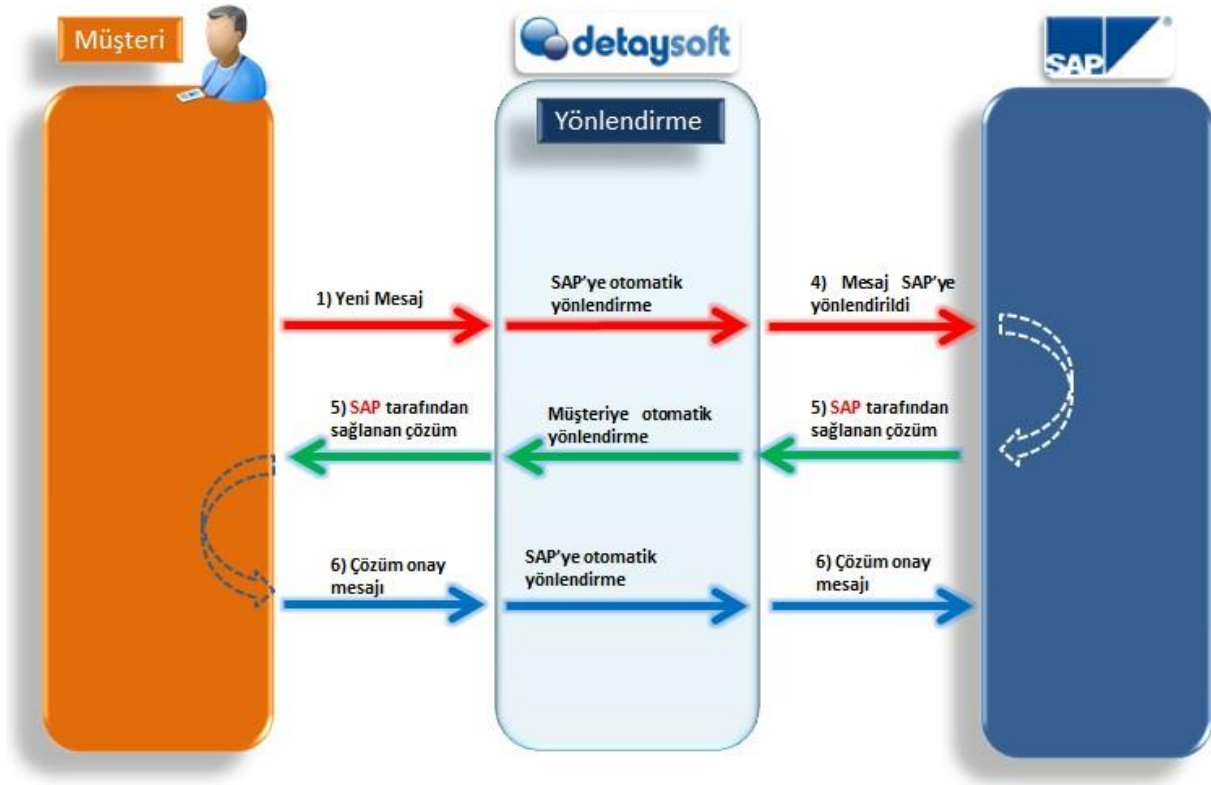 Müşteri
detaysoft
SAP
®
Yönlendirme
1) Yeni Mesaj
SAP'ye otomatik
yönlendirme
4) Mesaj SAP'ye
yönlendirildi
5) SAP tarafından
sağlanan çözüm
Müşteriye otomatik
yönlendirme
5) SAP tarafından
sağlanan çözüm
6) Çözüm onay
mesajı
SAP'ye otomatik
yönlendirme
6) Çözüm onay
mesajı